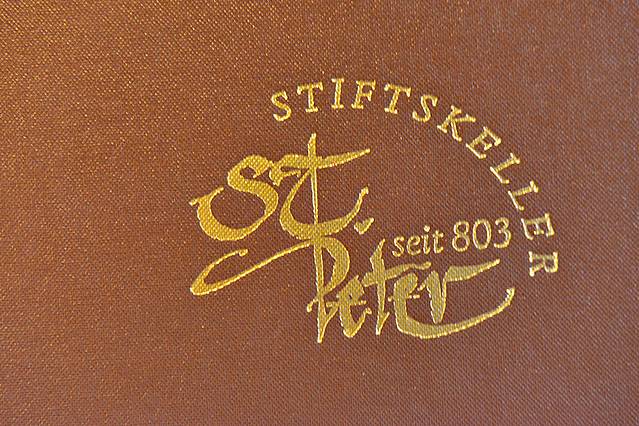 STIFTSKELLER
St.
seit 803
Peter